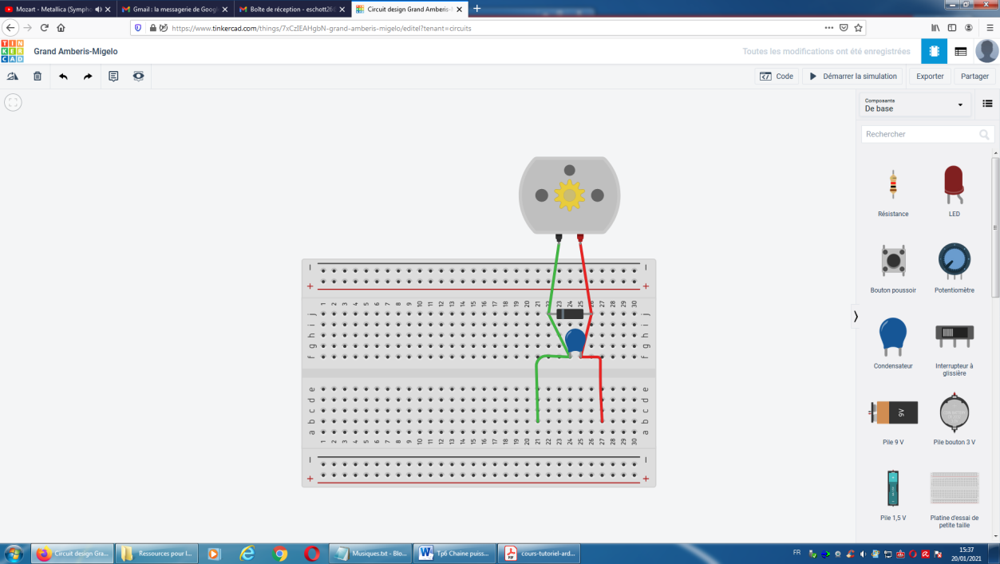 Mozart - Metallica (Sympho
Gmail : la messagerie de Googl
Boîte de réception - eschott26
Circuit design Grand Amberis-
https://www.tinkercad.com/things/7xCzIEAHgbN-grand-amberis-migelo/editel?tenant=circuits
TIN
KER
CAD
Grand Amberis-Migelo
Toutes les modifications ont été enregistrées
Code
Démarrer la simulation
Exporter
Partager
Composants
De base
Rechercher
Résistance
LED
Bouton poussoir
Potentiomètre
Condensateur
Interrupteur à
glissière
9V
Pile 9 V
Pile bouton 3 V
Pile 1,5 V
Platine d'essai de
petite taille
1 2 3 4 5 6 7 8 9 10 11 12 13 14 15 16 17 18 19 20 21 22 23 24 25 26 27 28 29 30
j j
i i
h h
g g
f f
e e
d d
c c
b b
a a
1 2 3 4 5 6 7 8 9 10 11 12 13 14 15 16 17 18 19 20 21 22 23 24 25 26 27 28 29 30
Circuit design Gra...
Ressources pour l...
Musiques.txt - Blo...
Tp6 Chaine puiss...
cours-tutoriel-ard...
FR
15:37
20/01/2021